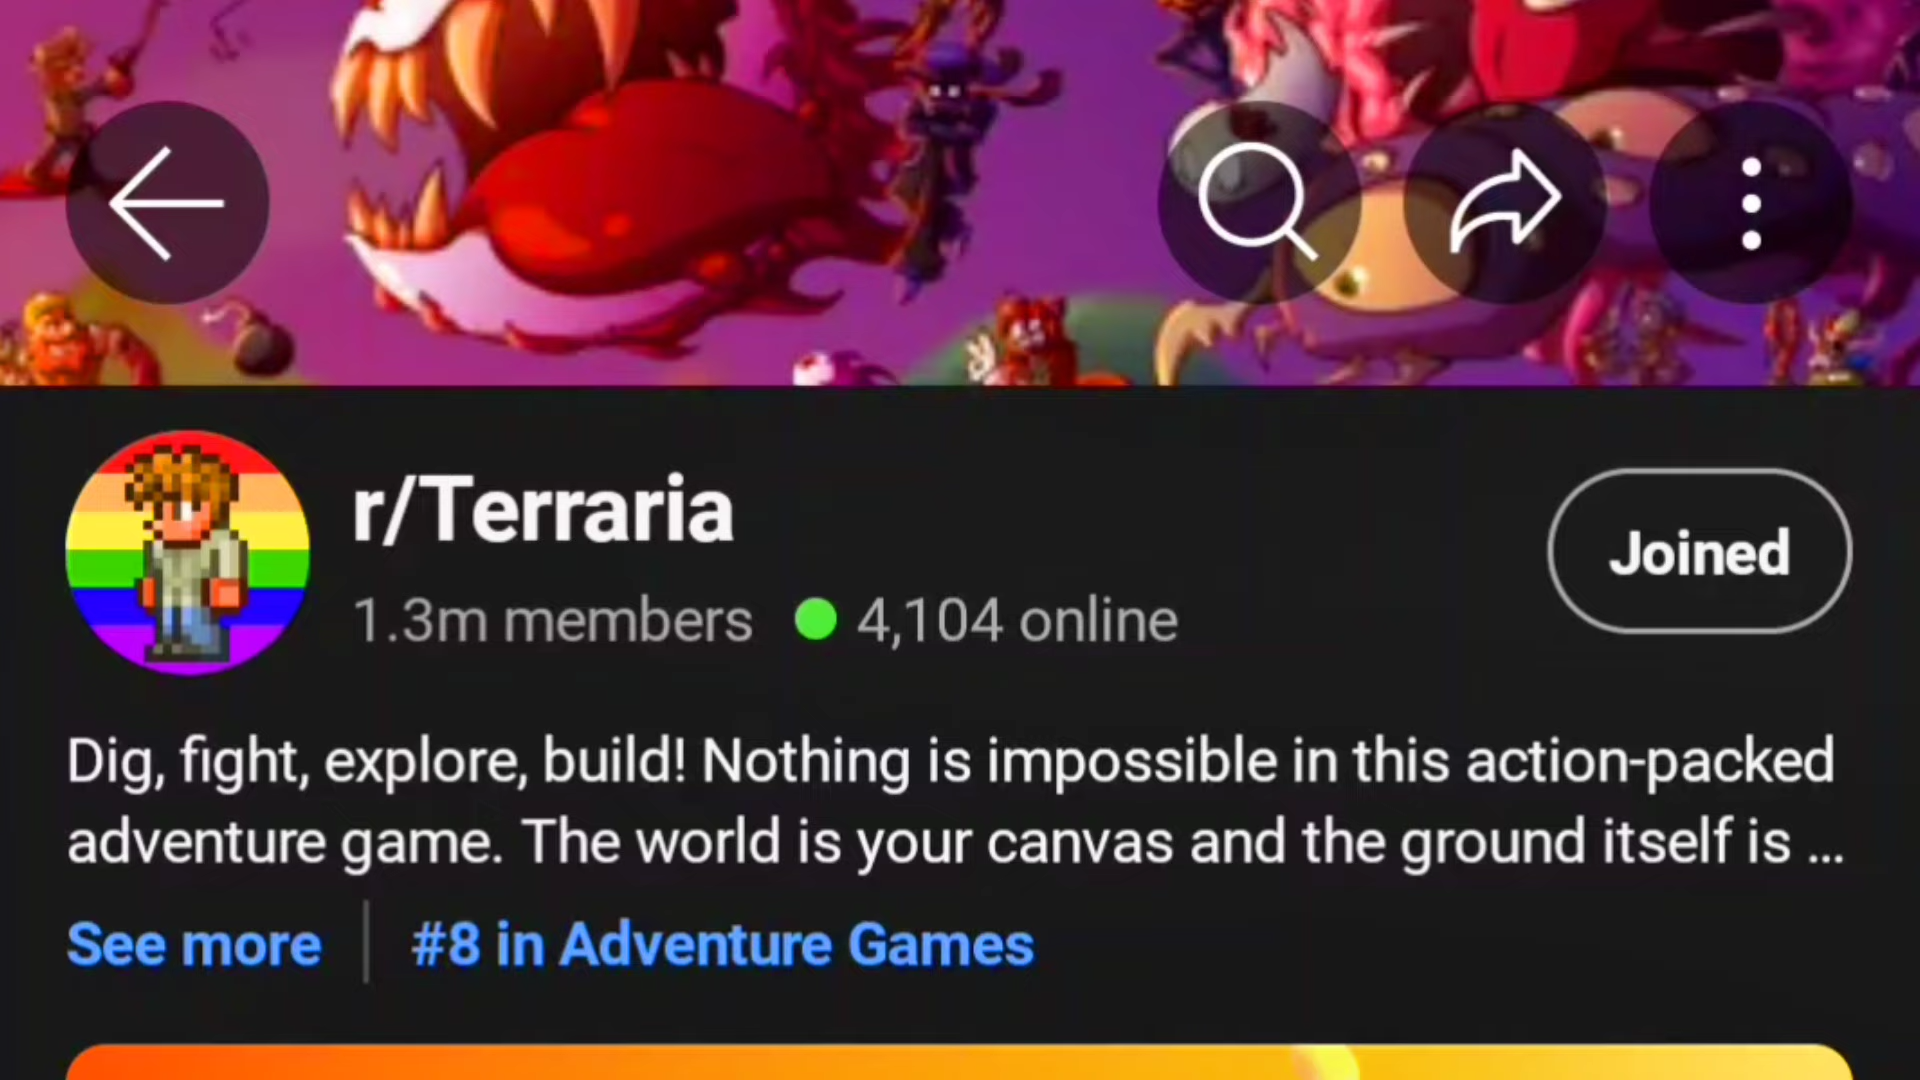 r/Terraria
Joined
1.3m members 4,104 online
Dig, fight, explore, build! Nothing is impossible in this action-packed
adventure game. The world is your canvas and the ground itself is ...
See more
#8 in Adventure Games